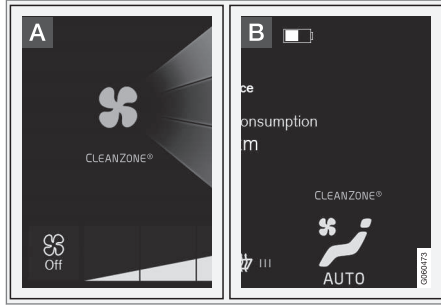 A
CLEANZONE®
Off
B
ce
onsumption
m
CLEANZONE®
III
AUTO
G060473